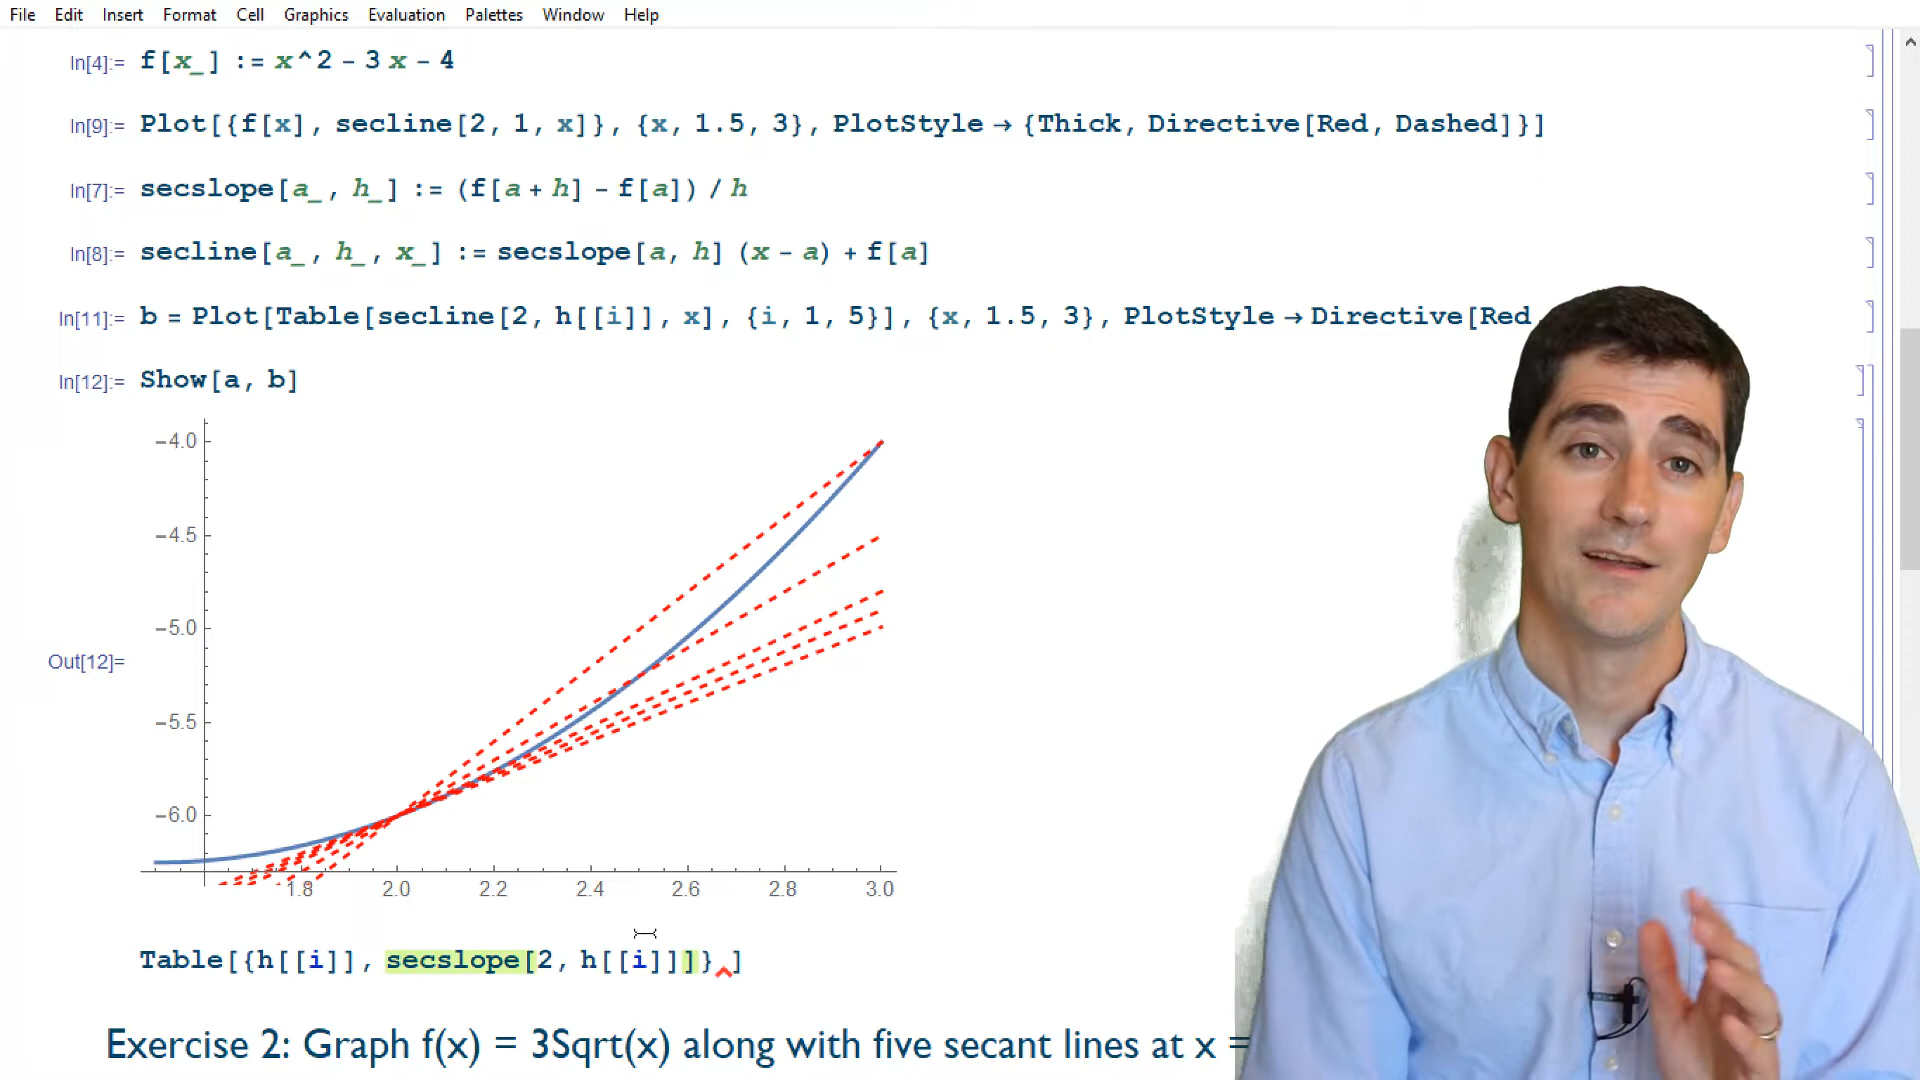 File Edit Insert Format Cell Graphics Evaluation Palettes Window Help
In[4]:= f[x_] := x^2 - 3 x - 4
In[9]:= Plot[{f[x], secline[2, 1, x]}, {x, 1.5, 3}, PlotStyle → {Thick, Directive[Red, Dashed]}]
In[7]:= secslope[a_, h_] := (f[a + h] - f[a]) / h
In[8]:= secline[a_, h_, x_] := secslope[a, h] (x - a) + f[a]
In[11]:= b = Plot[Table[secline[2, h[[i]], x], {i, 1, 5}], {x, 1.5, 3}, PlotStyle → Directive[Red
In[12]:= Show[a, b]
-4.0
-4.5
-5.0
Out[12]=
-5.5
-6.0
1.8 2.0 2.2 2.4 2.6 2.8 3.0
Table[{h[[i]], secslope[2, h[[i]]]} ]
Exercise 2: Graph f(x) = 3Sqrt(x) along with five secant lines at x =